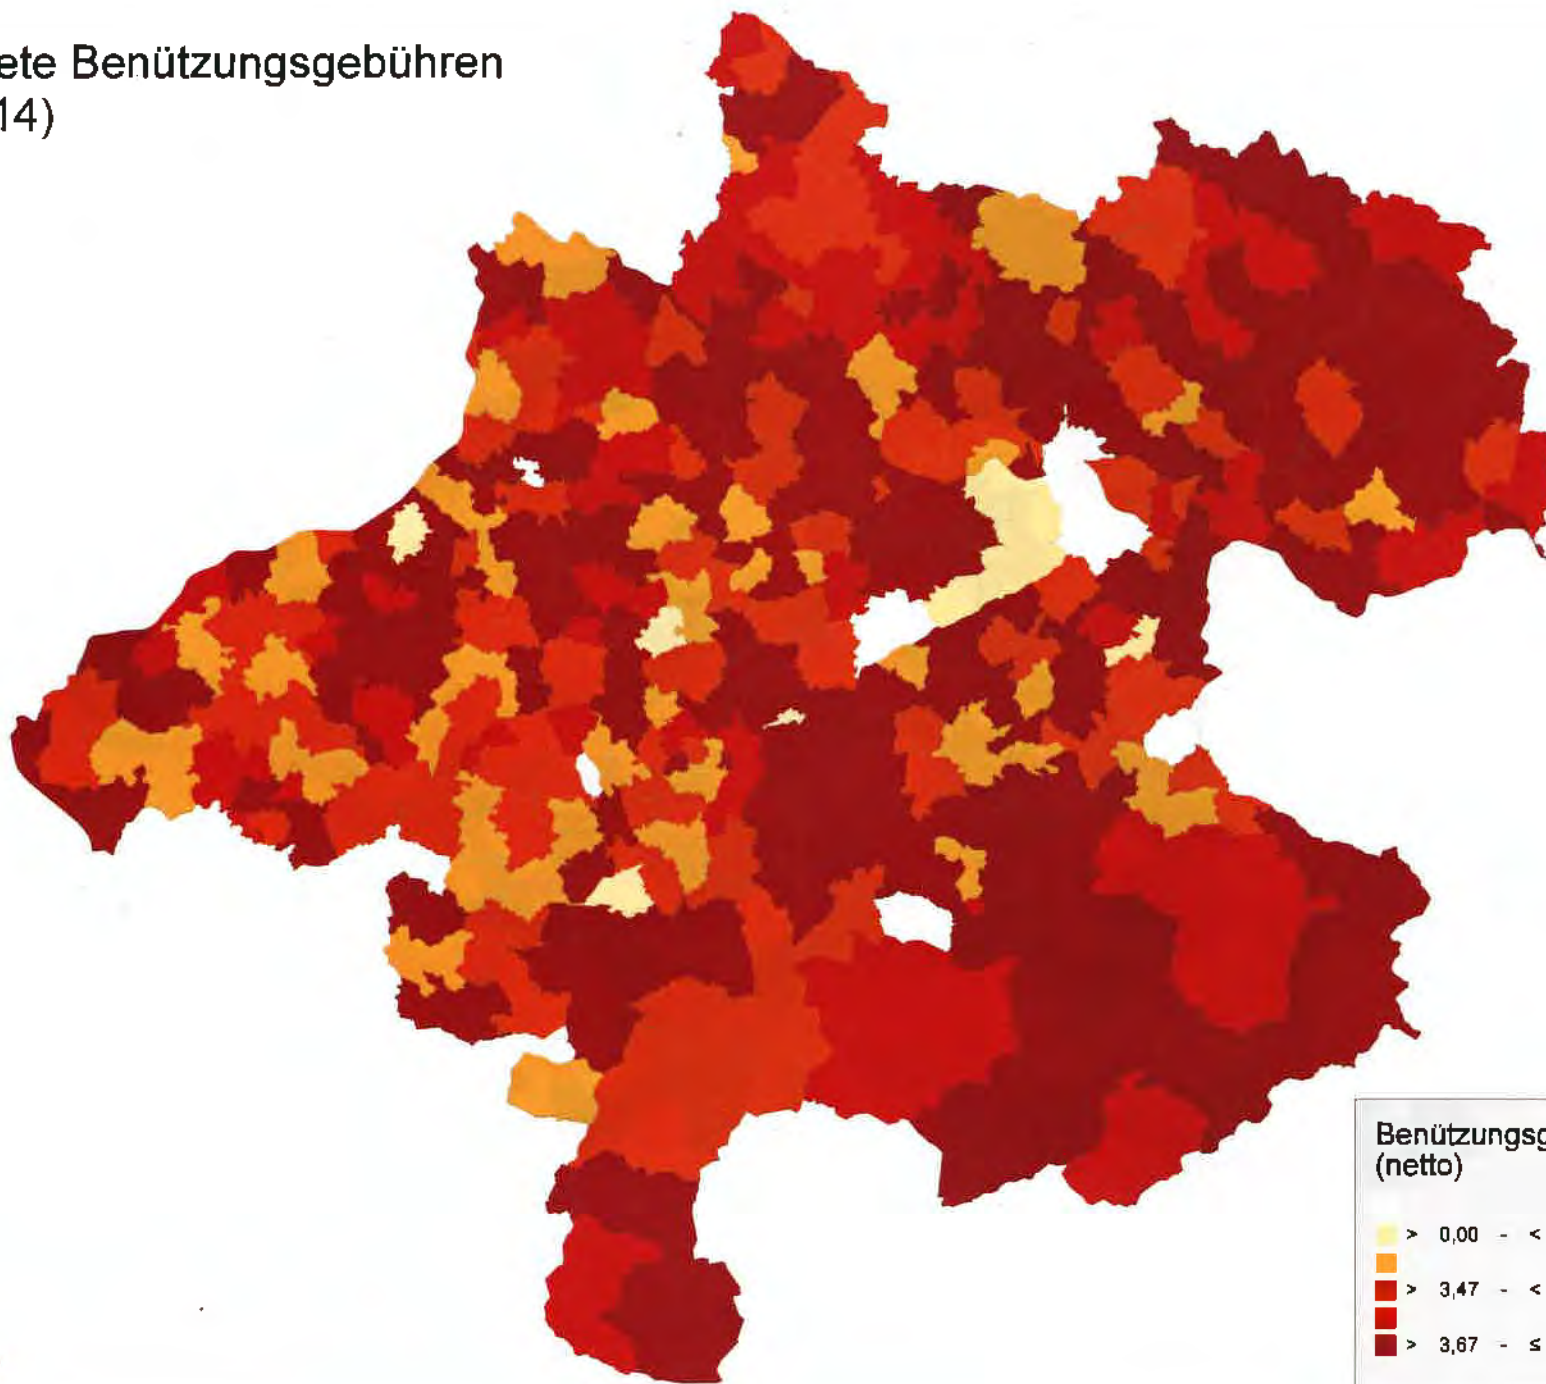 ete Benützungsgebühren
14)
Benützungsg
(netto)
> 0,00 - <
> 3,47 - <
> 3,67 - ≤